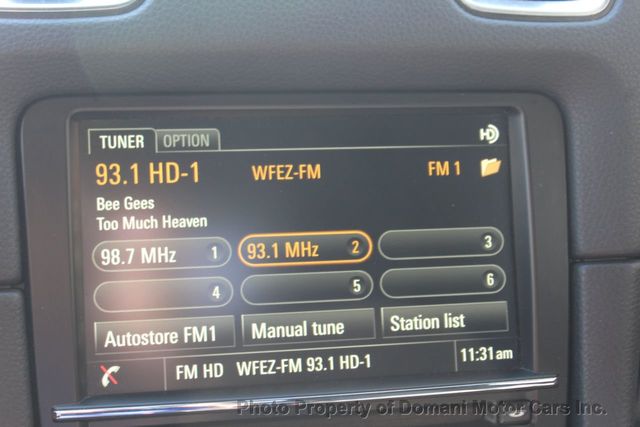 TUNER OPTION HD
93.1 HD-1 WFEZ-FM FM 1
Bee Gees
Too Much Heaven
98.7 MHz 1 93.1 MHz 2 3
4 5 6
Autostore FM1 Manual tune Station list
FM HD WFEZ-FM 93.1 HD-1 11:31am
Photo Property of Domani Motor Cars Inc.